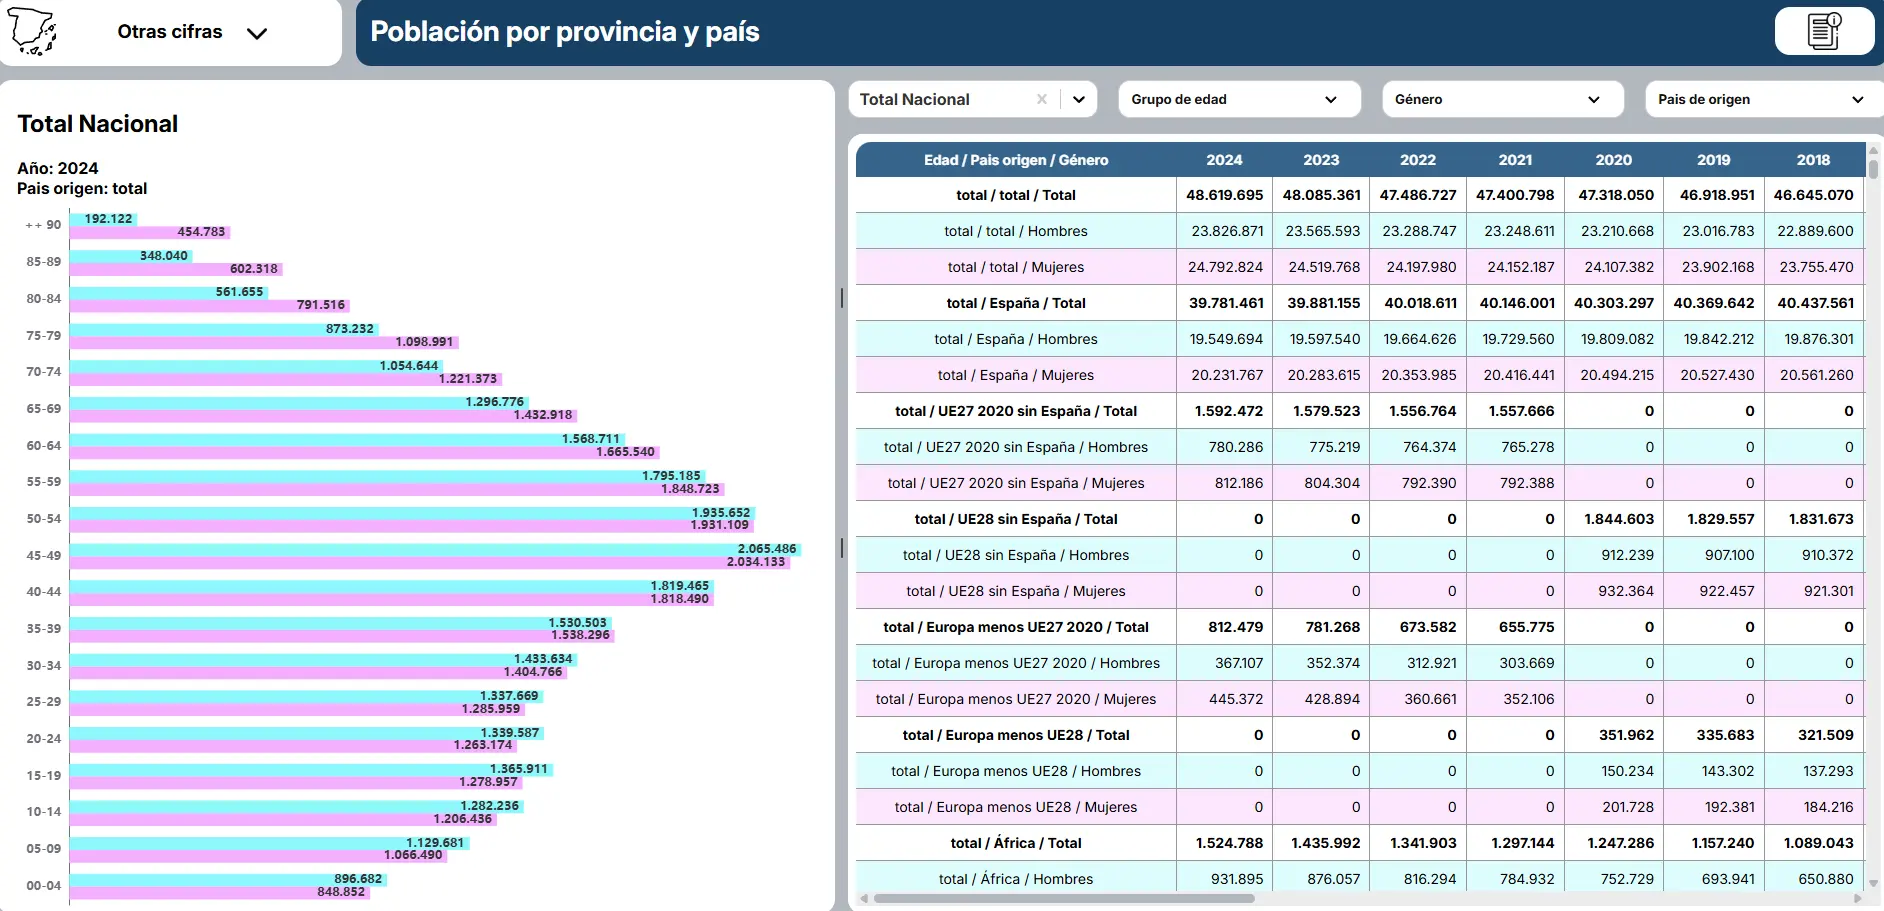 Otras cifras
Población por provincia y país
Total Nacional
Año: 2024
Pais origen: total
++ 90 192.122
454.783
85-89 348.040
602.318
80-84 561.655
791.516
75-79 873.232
1.098.991
70-74 1.054.644
1.221.373
65-69 1.296.776
1.432.918
60-64 1.568.711
1.665.540
55-59 1.795.185
1.848.723
50-54 1.935.652
1.931.109
45-49 2.065.486
2.034.133
40-44 1.819.465
1.818.490
35-39 1.530.503
1.538.296
30-34 1.433.634
1.404.766
25-29 1.337.669
1.285.959
20-24 1.339.587
1.263.174
15-19 1.365.911
1.278.957
10-14 1.282.236
1.206.436
05-09 1.129.681
1.066.490
00-04 896.682
848.852
Total Nacional × Grupo de edad Género Pais de origen
Edad / Pais origen / Género 2024 2023 2022 2021 2020 2019 2018
total / total / Total 48.619.695 48.085.361 47.486.727 47.400.798 47.318.050 46.918.951 46.645.070
total / total / Hombres 23.826.871 23.565.593 23.288.747 23.248.611 23.210.668 23.016.783 22.889.600
total / total / Mujeres 24.792.824 24.519.768 24.197.980 24.152.187 24.107.382 23.902.168 23.755.470
total / España / Total 39.781.461 39.881.155 40.018.611 40.146.001 40.303.297 40.369.642 40.437.561
total / España / Hombres 19.549.694 19.597.540 19.664.626 19.729.560 19.809.082 19.842.212 19.876.301
total / España / Mujeres 20.231.767 20.283.615 20.353.985 20.416.441 20.494.215 20.527.430 20.561.260
total / UE27 2020 sin España / Total 1.592.472 1.579.523 1.556.764 1.557.666 0 0 0
total / UE27 2020 sin España / Hombres 780.286 775.219 764.374 765.278 0 0 0
total / UE27 2020 sin España / Mujeres 812.186 804.304 792.390 792.388 0 0 0
total / UE28 sin España / Total 0 0 0 0 1.844.603 1.829.557 1.831.673
total / UE28 sin España / Hombres 0 0 0 0 912.239 907.100 910.372
total / UE28 sin España / Mujeres 0 0 0 0 932.364 922.457 921.301
total / Europa menos UE27 2020 / Total 812.479 781.268 673.582 655.775 0 0 0
total / Europa menos UE27 2020 / Hombres 367.107 352.374 312.921 303.669 0 0 0
total / Europa menos UE27 2020 / Mujeres 445.372 428.894 360.661 352.106 0 0 0
total / Europa menos UE28 / Total 0 0 0 0 351.962 335.683 321.509
total / Europa menos UE28 / Hombres 0 0 0 0 150.234 143.302 137.293
total / Europa menos UE28 / Mujeres 0 0 0 0 201.728 192.381 184.216
total / África / Total 1.524.788 1.435.992 1.341.903 1.297.144 1.247.286 1.157.240 1.089.043
total / África / Hombres 931.895 876.057 816.294 784.932 752.729 693.941 650.880